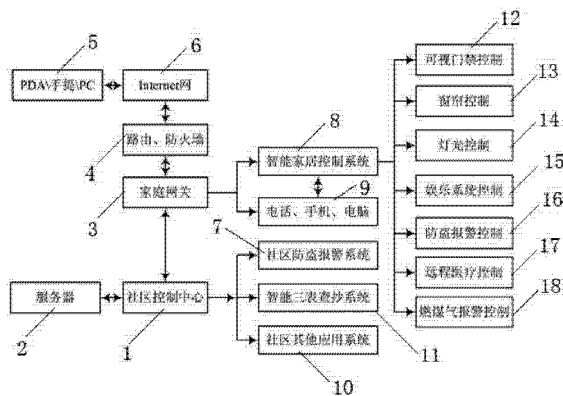 5
6
12
PDA\手提\PC
Internet网
可视门禁控制
13
窗帘控制
8
14
路由、防火墙
灯光控制
4
智能家居控制系统
15
家庭网关
9
娱乐系统控制
3
电话、手机、电脑
16
7
防盗报警控制
社区防盗报警系统
17
远程医疗控制
服务器
社区控制中心
智能三表查抄系统
18
燃煤气报警控制
2
1
社区其他应用系统
11
10